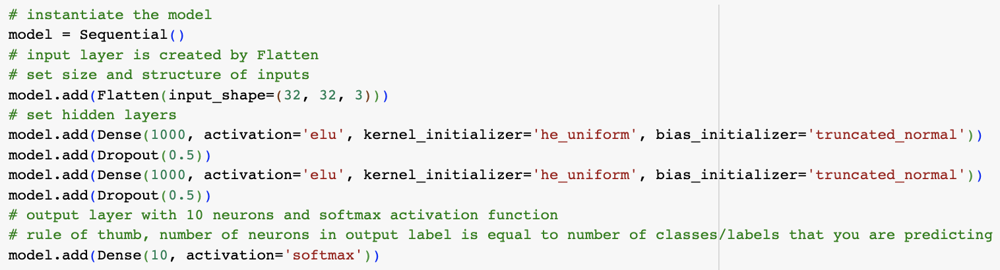 # instantiate the model
model = Sequential()
# input layer is created by Flatten
# set size and structure of inputs
model.add(Flatten(input_shape=(32, 32, 3)))
# set hidden layers
model.add(Dense(1000, activation='elu', kernel_initializer='he_uniform', bias_initializer='truncated_normal'))
model.add(Dropout(0.5))
model.add(Dense(1000, activation='elu', kernel_initializer='he_uniform', bias_initializer='truncated_normal'))
model.add(Dropout(0.5))
# output layer with 10 neurons and softmax activation function
# rule of thumb, number of neurons in output label is equal to number of classes/labels that you are predicting
model.add(Dense(10, activation='softmax'))